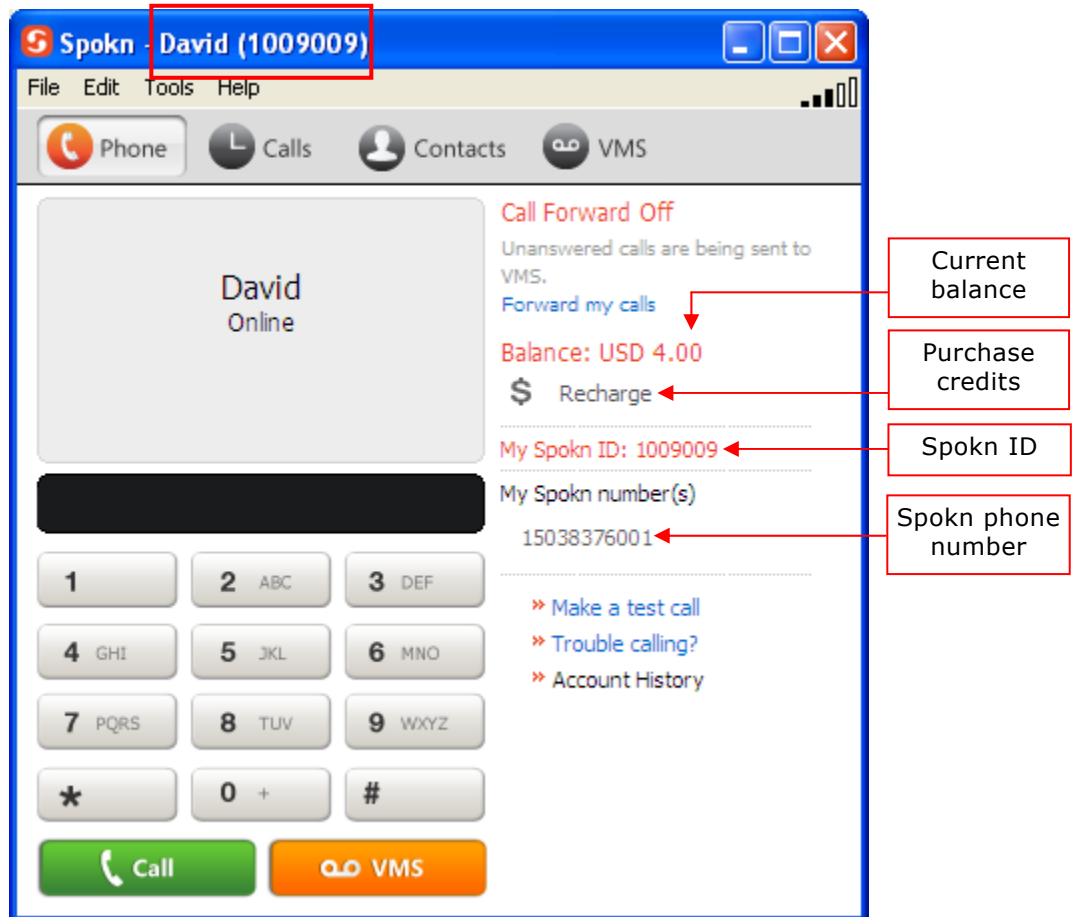 Spokn - David (1009009)
File Edit Tools Help
Phone Calls Contacts VMS
David
Online
Call Forward Off
Unanswered calls are being sent to
VMS.
Forward my calls
Balance: USD 4.00
$ Recharge
My Spokn ID: 1009009
My Spokn number(s)
15038376001
» Make a test call
» Trouble calling?
» Account History
Current
balance
Purchase
credits
Spokn ID
Spokn phone
number
1 2 ABC 3 DEF
4 GHI 5 JKL 6 MNO
7 PQRS 8 TUV 9 WXYZ
* 0 + #
Call VMS